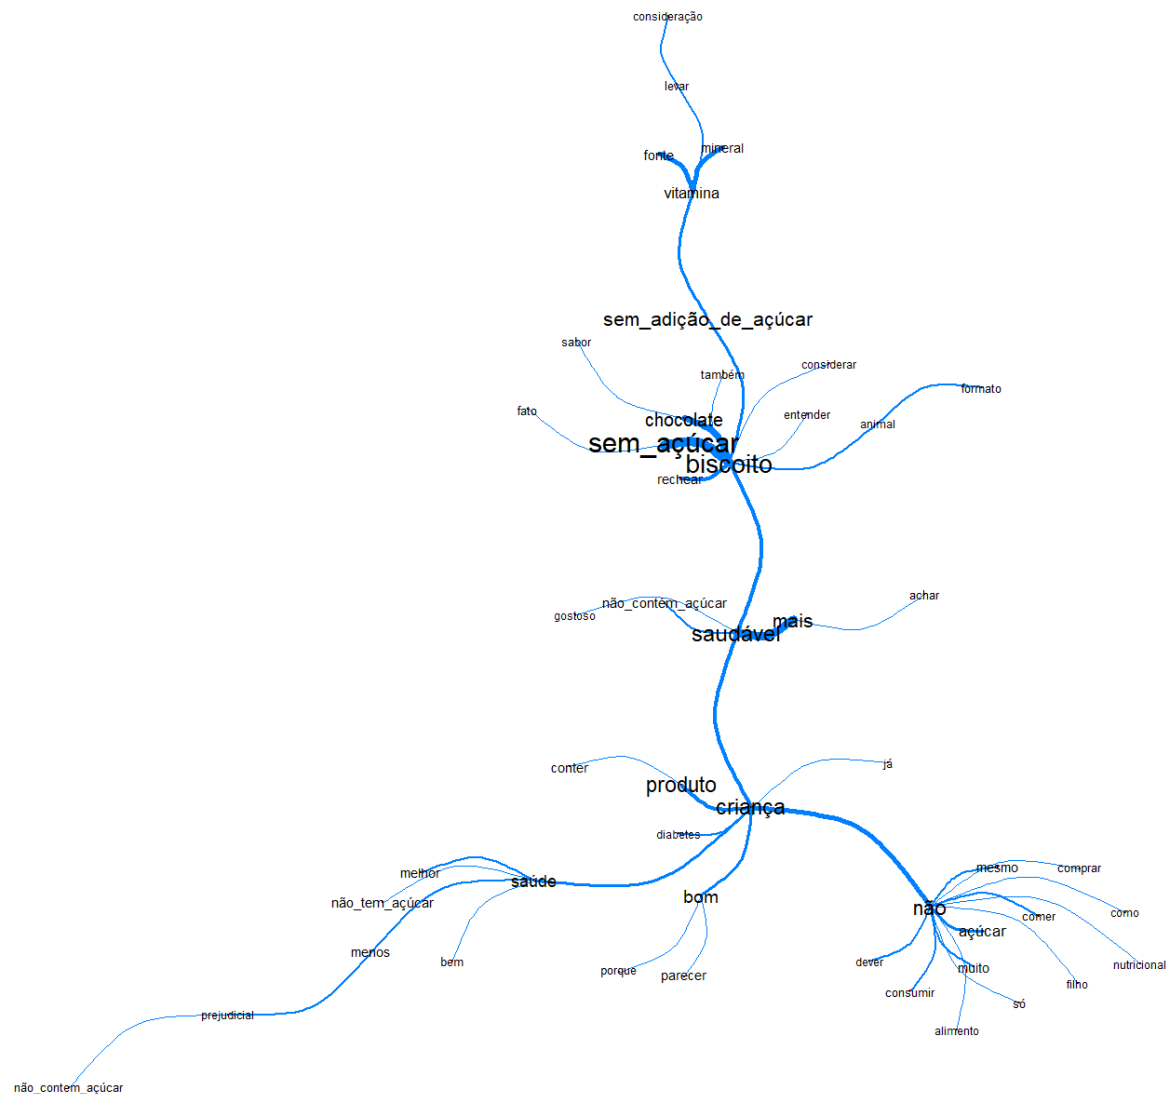 consideração
levar
mineral
fonte
vitamina
sem_adição_de_açúcar
sabor
considerar
também
formato
fato
entender
chocolate
animal
sem_açúcar
biscoito
rechear
achar
não_contém_açúcar
gostoso
mais
saudável
já
conter
produto
criança
diabetes
mesmo
comprar
melhor
saúde
bom
não_tem_açúcar
não
como
comer
açúcar
menos
dever
bem
muito
nutricional
porque
parecer
filho
consumir
só
prejudicial
alimento
não_contem_açúcar